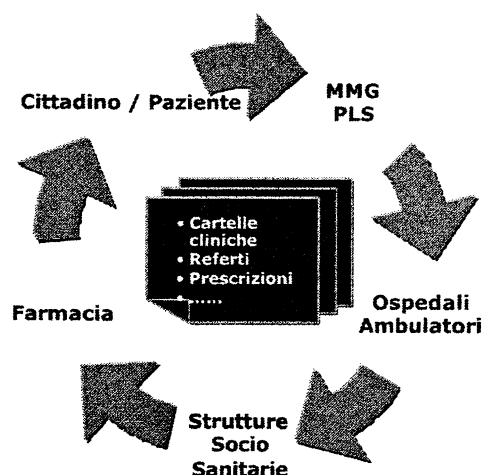 Cittadino / Paziente
MMG
PLS
• Cartelle
cliniche
• Referti
• Prescrizioni
• ......
Ospedali
Ambulatori
Farmacia
Strutture
Socio
Sanitarie